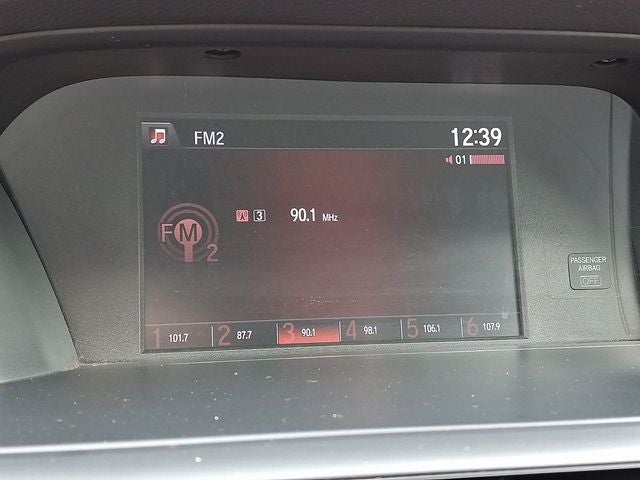 FM2 12:39
01
3 90.1 MHz
FM
2
PASSENGER
AIRBAG
OFF
1 101.7 2 87.7 3 90.1 4 98.1 5 106.1 6 107.9